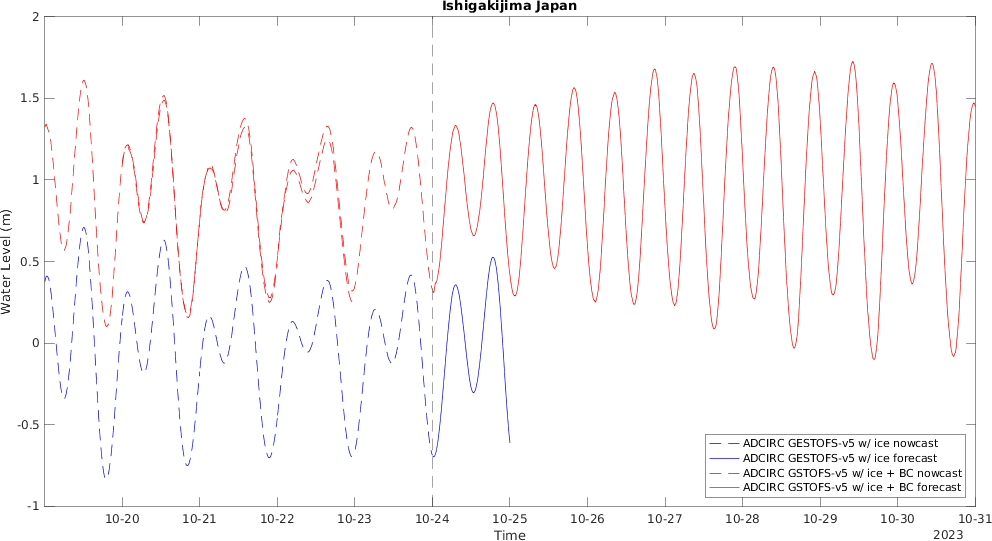 Ishigakijima Japan
2
1.5
1
0.5
0
-0.5
-1
Water Level (m)
10-20 10-21 10-22 10-23 10-24 10-25 10-26 10-27 10-28 10-29 10-30 10-31
Time
2023
ADCIRC GESTOFS-v5 w/ ice nowcast
ADCIRC GESTOFS-v5 w/ ice forecast
ADCIRC GSTOFS-v5 w/ ice + BC nowcast
ADCIRC GSTOFS-v5 w/ ice + BC forecast